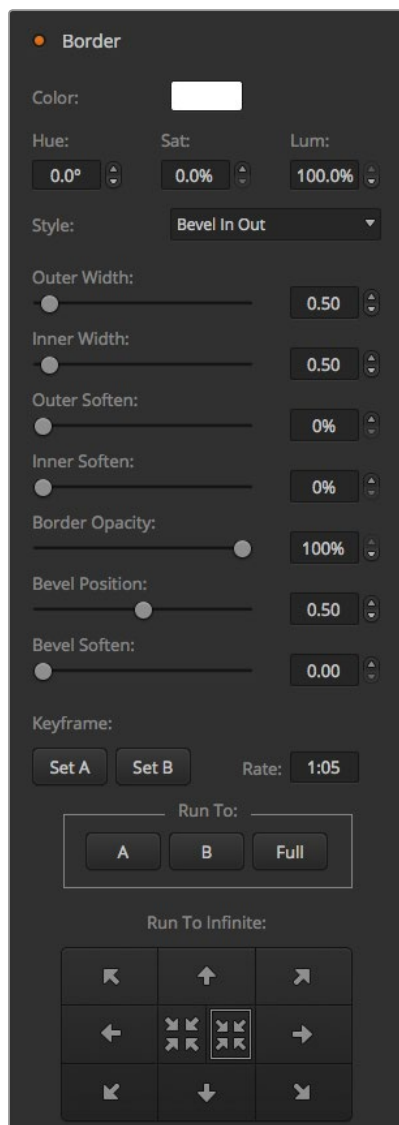 Border
Color:
Hue: Sat: Lum:
0.0° 0.0% 100.0%
Style: Bevel In Out
Outer Width:
0.50
Inner Width:
0.50
Outer Soften:
0%
Inner Soften:
0%
Border Opacity:
100%
Bevel Position:
0.50
Bevel Soften:
0.00
Keyframe:
Set A Set B Rate: 1:05
Run To:
A B Full
Run To Infinite: